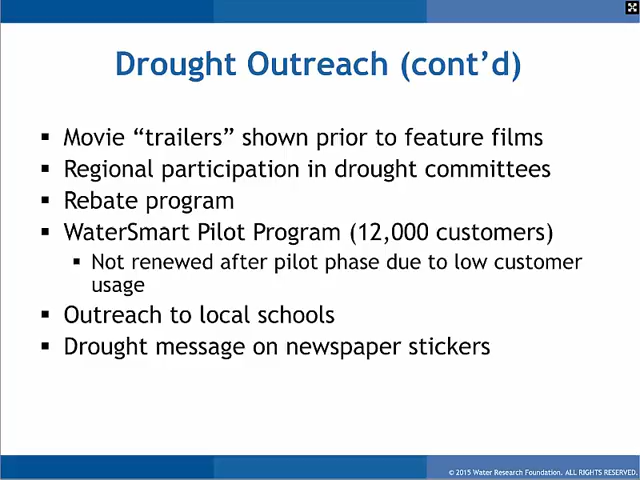 Drought Outreach (cont’d)
▪ Movie “trailers” shown prior to feature films
▪ Regional participation in drought committees
▪ Rebate program
▪ WaterSmart Pilot Program (12,000 customers)
▪ Not renewed after pilot phase due to low customer
usage
▪ Outreach to local schools
▪ Drought message on newspaper stickers
© 2015 Water Research Foundation. ALL RIGHTS RESERVED.